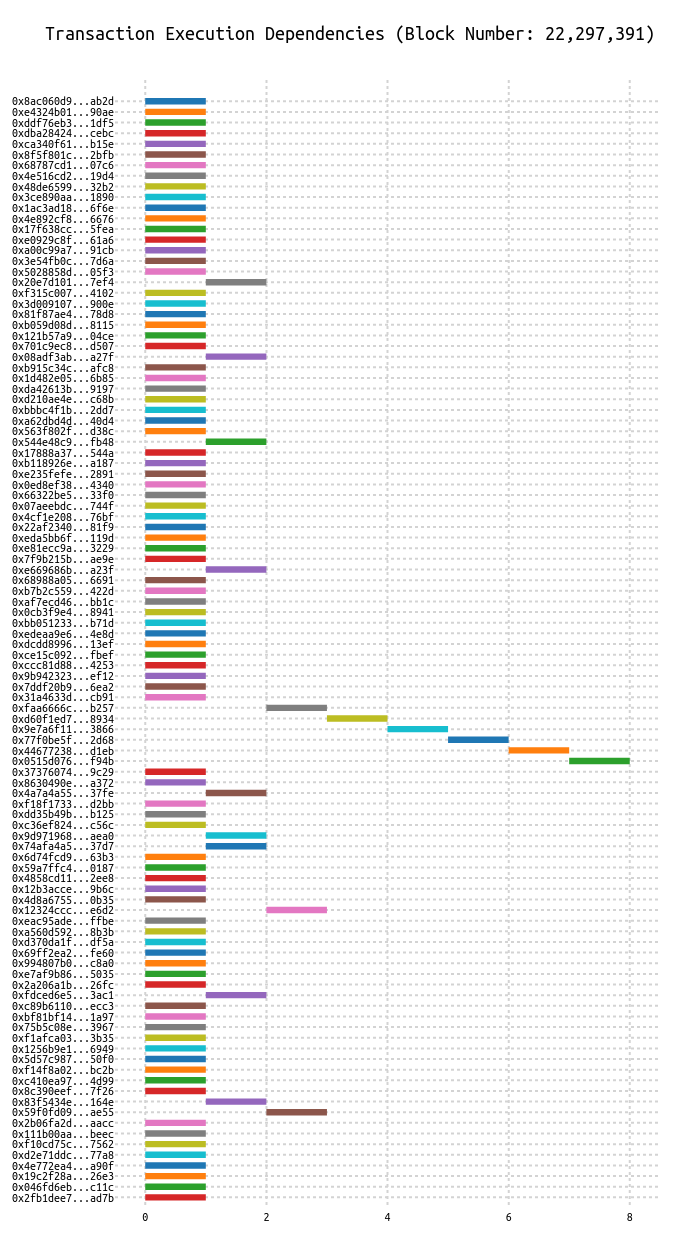 Transaction Execution Dependencies (Block Number: 22,297,391)
0x8ac060d9...ab2d
0xe4324b01...90ae
0xddf76eb3...1df5
0xdba28424...cebc
0xca340f61...b15e
0x8f5f801c...2bfb
0x68787cd1...07c6
0x4e516cd2...19d4
0x48de6599...32b2
0x3ce890aa...1890
0x1ac3ad18...6f6e
0x4e892cf8...6676
0x17f638cc...5fea
0xe0929c8f...61a6
0xa00c99a7...91cb
0x3e54fb0c...7d6a
0x5028858d...05f3
0x20e7d101...7ef4
0xf315c007...4102
0x3d009107...900e
0x81f87ae4...78d8
0xb059d08d...8115
0x121b57a9...04ce
0x701c9ec8...d507
0x08adf3ab...a27f
0xb915c34c...afc8
0x1d482e05...6b85
0xda42613b...9197
0xd210ae4e...c68b
0xbbbc4f1b...2dd7
0xa62dbd4d...40d4
0x563f802f...d38c
0x544e48c9...fb48
0x17888a37...544a
0xb118926e...a187
0xe235fefe...2891
0x0ed8ef38...4340
0x66322be5...33f0
0x07aeebdc...744f
0x4cf1e208...76bf
0x22af2340...81f9
0xeda5bb6f...119d
0xe81ecc9a...3229
0x7f9b215b...ae9e
0xe669686b...a23f
0x68988a05...6691
0xb7b2c559...422d
0xaf7ecd46...bb1c
0x0cb3f9e4...8941
0xbb051233...b71d
0xedeaa9e6...4e8d
0xdcdd8996...13ef
0xce15c092...fbef
0xccc81d88...4253
0x9b942323...ef12
0x7ddf20b9...6ea2
0x31a4633d...cb91
0xfaa6666c...b257
0xd60f1ed7...8934
0x9e7a6f11...3866
0x77f0be5f...2d68
0x44677238...d1eb
0x0515d076...f94b
0x37376074...9c29
0x8630490e...a372
0x4a7a4a55...37fe
0xf18f1733...d2bb
0xdd35b49b...b125
0xc36ef824...c56c
0x9d971968...aea0
0x74afa4a5...37d7
0x6d74fcd9...63b3
0x59a7ffc4...0187
0x4858cd11...2ee8
0x12b3acce...9b6c
0x4d8a6755...0b35
0x12324ccc...e6d2
0xeac95ade...ffbe
0xa560d592...8b3b
0xd370da1f...df5a
0x69ff2ea2...fe60
0x994807b0...c8a0
0xe7af9b86...5035
0x2a206a1b...26fc
0xfdced6e5...3ac1
0xc89b6110...ecc3
0xbf81bf14...1a97
0x75b5c08e...3967
0xf1afca03...3b35
0x1256b9e1...6949
0x5d57c987...50f0
0xf14f8a02...bc2b
0xc410ea97...4d99
0x8c390eef...7f26
0x83f5434e...164e
0x59f0fd09...ae55
0x2b06fa2d...aacc
0x111b00aa...beec
0xf10cd75c...7562
0xd2e71ddc...77a8
0x4e772ea4...a90f
0x19c2f28a...26e3
0x046fd6eb...c11c
0x2fb1dee7...ad7b
0 2 4 6 8